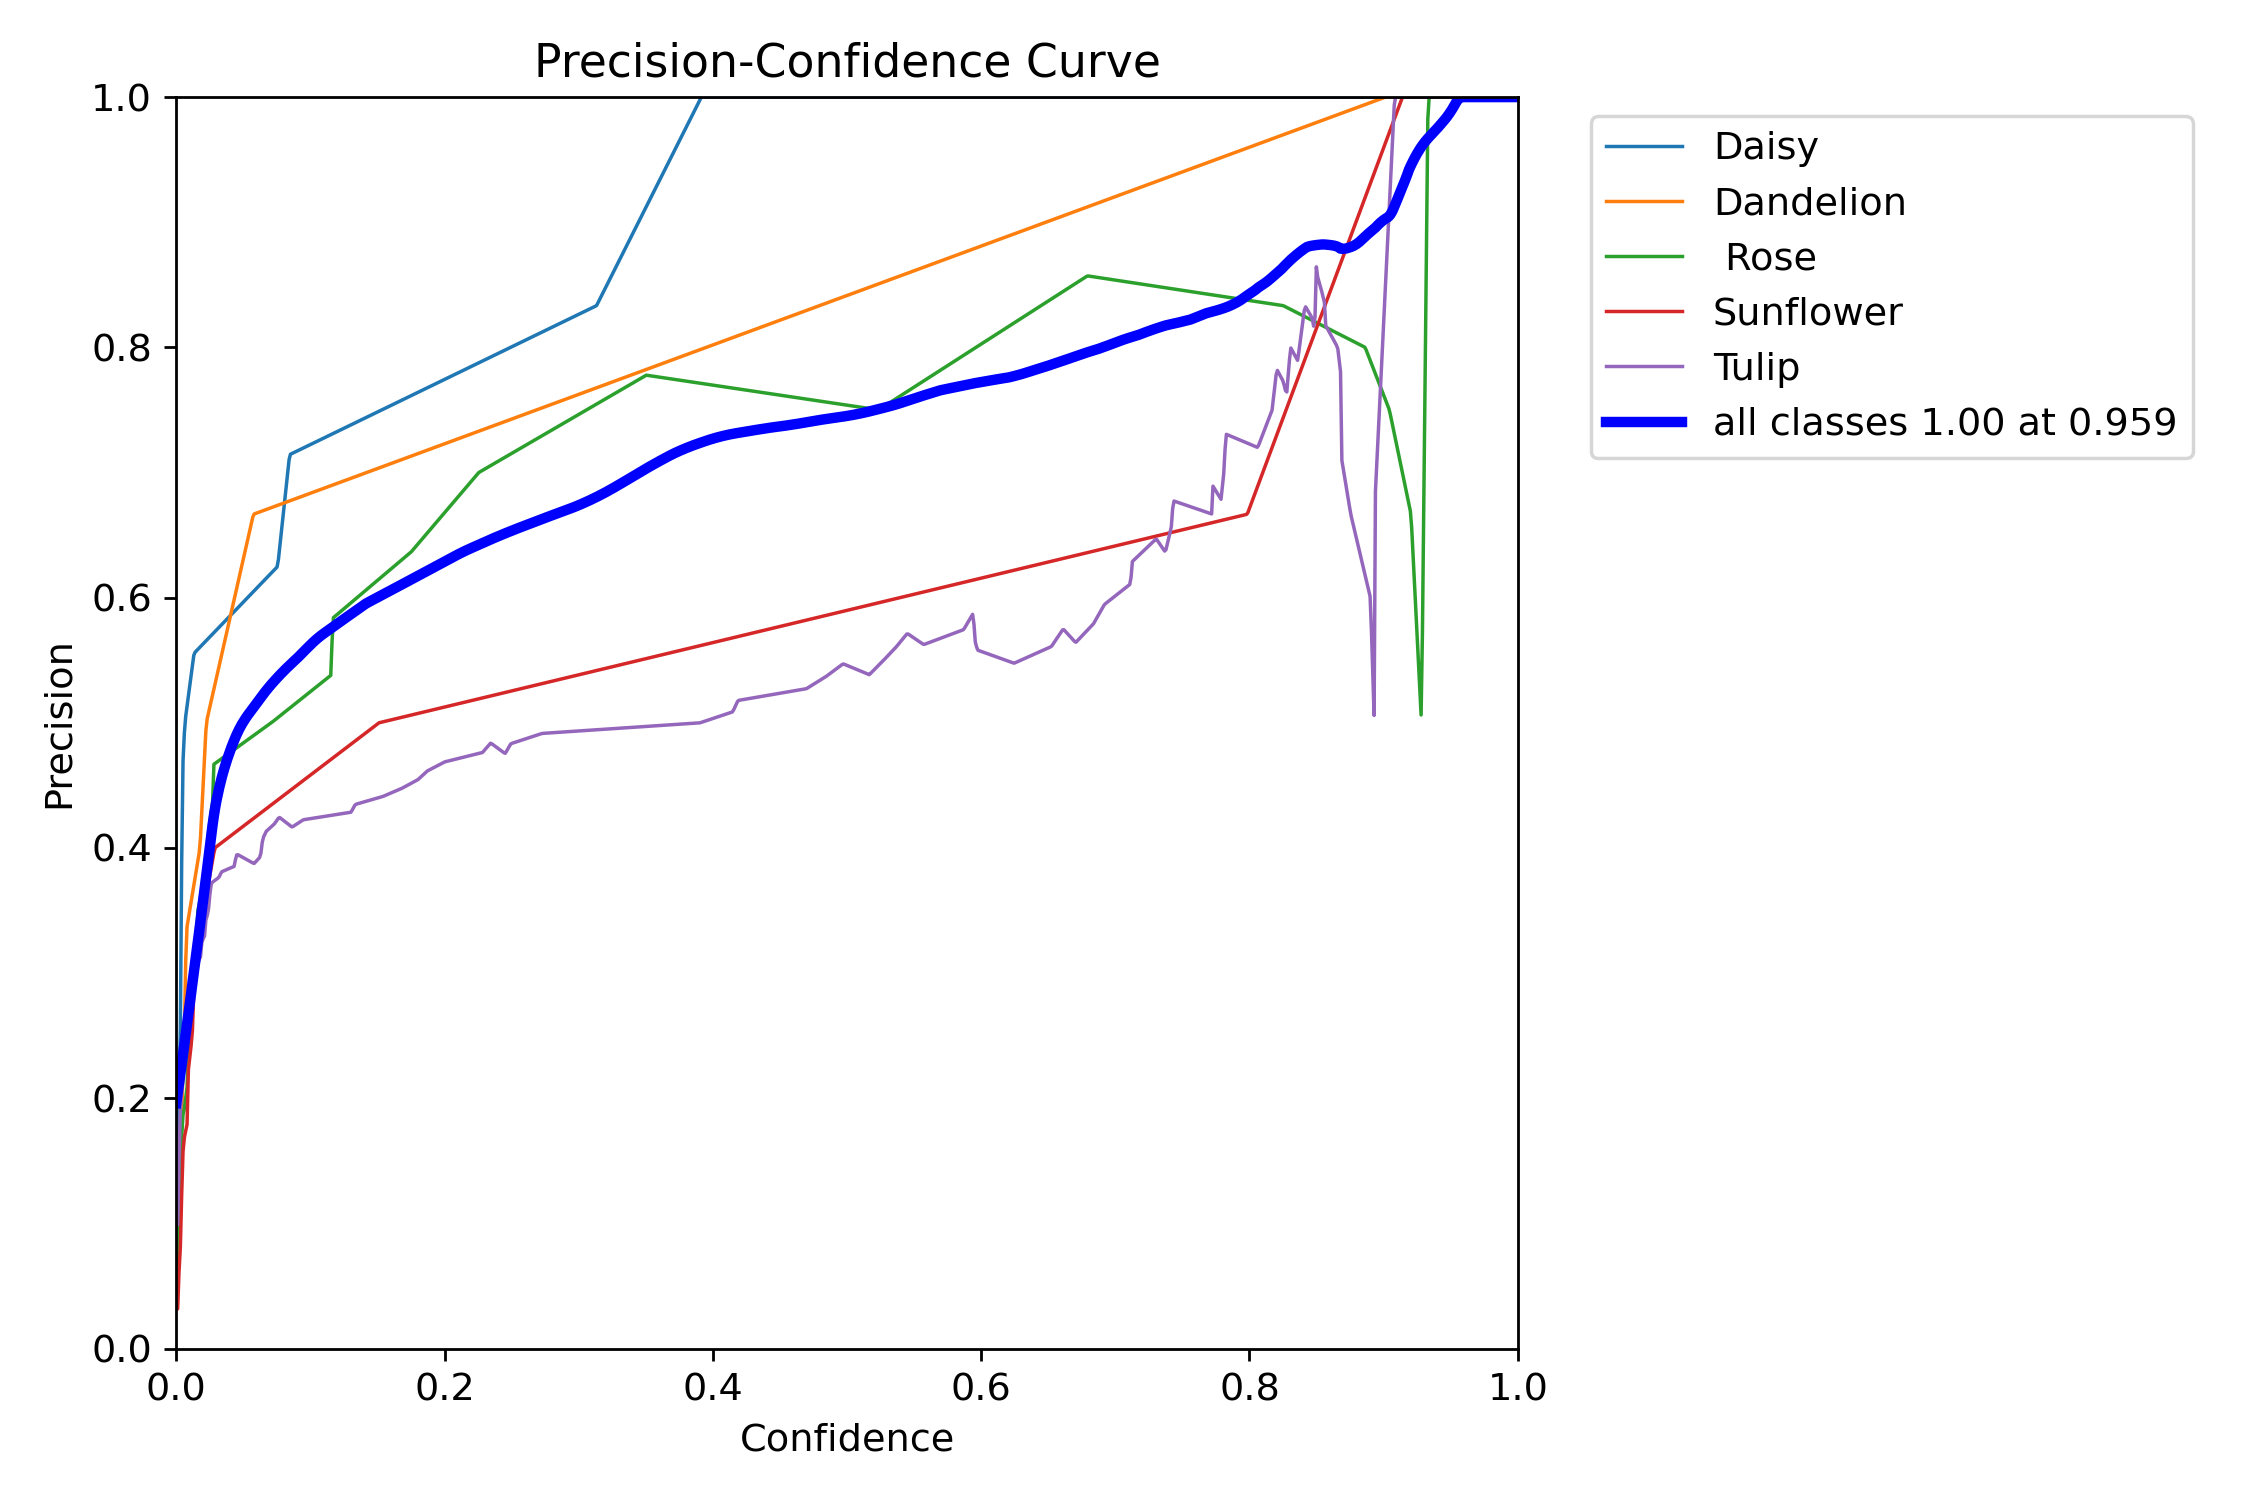 Precision-Confidence Curve
1.0
0.8
0.6
0.4
0.2
0.0
Precision
0.0 0.2 0.4 0.6 0.8 1.0
Confidence
Daisy
Dandelion
Rose
Sunflower
Tulip
all classes 1.00 at 0.959